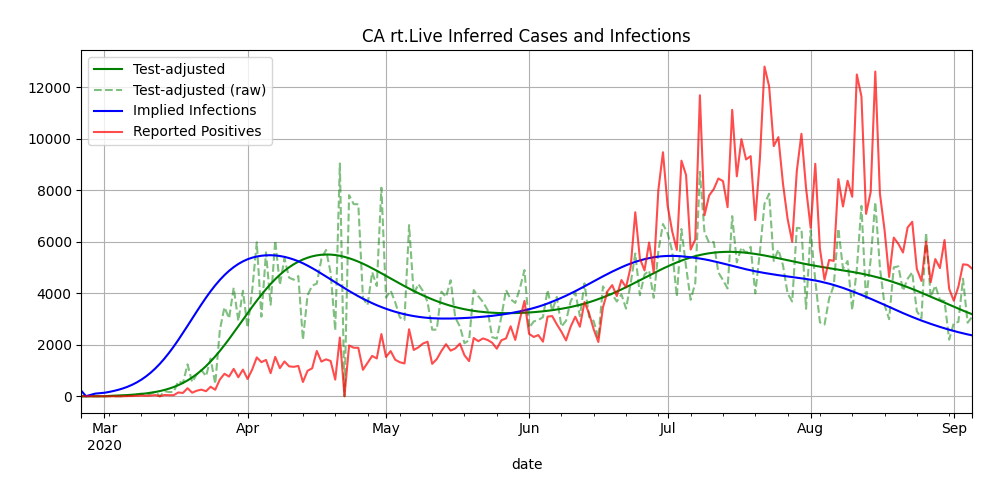 CA rt.Live Inferred Cases and Infections
Test-adjusted
Test-adjusted (raw)
Implied Infections
Reported Positives
12000
10000
8000
6000
4000
2000
0
Mar Apr May Jun Jul Aug Sep
2020
date